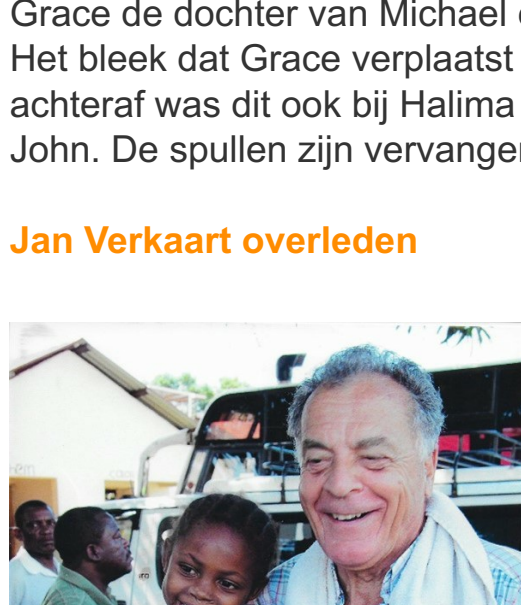 Grace de dochter van Michael
Het bleek dat Grace verplaatst
achteraf was dit ook bij Halima
John. De spullen zijn vervangen
Jan Verkaart overleden